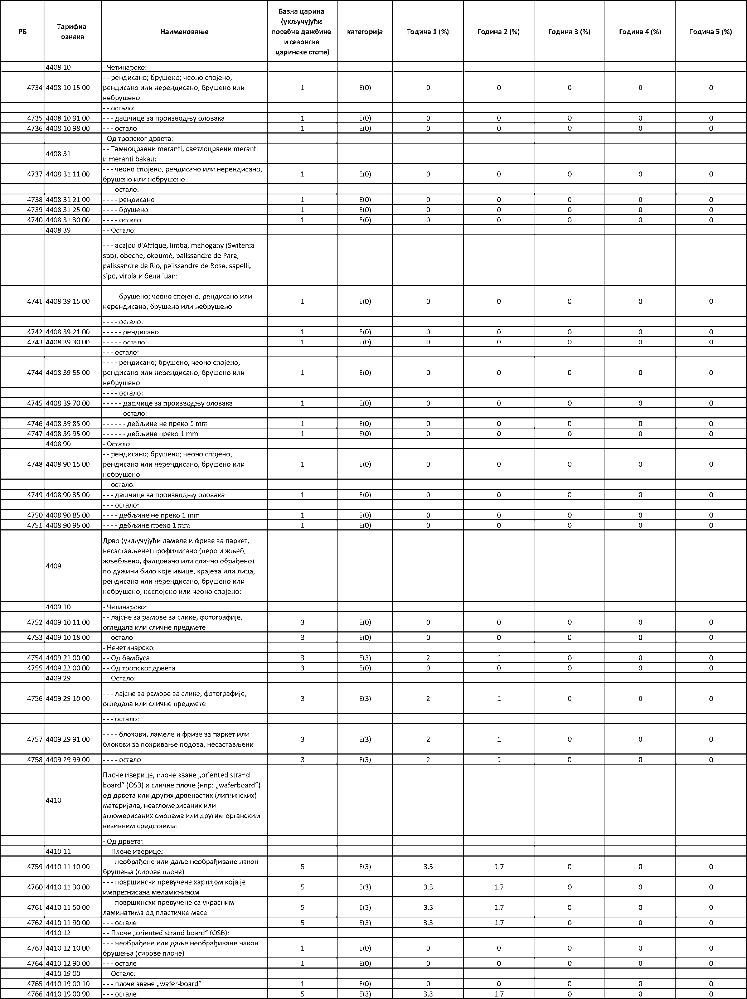 РБ Тарифна ознака Наименовање Базна царина (укључујући посебне дажбине и сезонске царинске стопе) категорија Година 1 (%) Година 2 (%) Година 3 (%) Година 4 (%) Година 5 (%)
4408 10 - Четинарско:
4734 4408 10 15 00 - - рендисано; брушено; чеоно спојено, рендисано или нерендисано, брушено или небрушено 1 E(0) 0 0 0 0 0
- - остало:
4735 4408 10 91 00 - - - дашчице за производњу оловака 1 E(0) 0 0 0 0 0
4736 4408 10 98 00 - - - остало 1 E(0) 0 0 0 0 0
- Од тропског дрвета:
4408 31 - - Тамноцрвени meranti, светлоцрвени meranti и meranti bakau:
4737 4408 31 11 00 - - - чеоно спојено, рендисано или нерендисано, брушено или небрушено 1 E(0) 0 0 0 0 0
- - - остало:
4738 4408 31 21 00 - - - - рендисано 1 E(0) 0 0 0 0 0
4739 4408 31 25 00 - - - - брушено 1 E(0) 0 0 0 0 0
4740 4408 31 30 00 - - - - остало 1 E(0) 0 0 0 0 0
4408 39 - - Остало:
- - - acajou d'Afrique, limba, mahogany (Switenia spp), obeche, okoumé, palissandre de Para, palissandre de Rio, palissandre de Rose, sapelli, sipo, virola и бели luan:
4741 4408 39 15 00 - - - - брушено; чеоно спојено, рендисано или нерендисано, брушено или небрушено 1 E(0) 0 0 0 0 0
- - - - остало:
4742 4408 39 21 00 - - - - - рендисано 1 E(0) 0 0 0 0 0
4743 4408 39 30 00 - - - - - остало 1 E(0) 0 0 0 0 0
- - - остало:
4744 4408 39 55 00 - - - - рендисано; брушено; чеоно спојено, рендисано или нерендисано, брушено или небрушено 1 E(0) 0 0 0 0 0
- - - - остало:
4745 4408 39 70 00 - - - - - дашчице за производњу оловака 1 E(0) 0 0 0 0 0
- - - - - остало:
4746 4408 39 85 00 - - - - - - дебљине не преко 1 mm 1 E(0) 0 0 0 0 0
4747 4408 39 95 00 - - - - - - дебљине преко 1 mm 1 E(0) 0 0 0 0 0
4408 90 - Остало:
4748 4408 90 15 00 - - рендисано; брушено; чеоно спојено, рендисано или нерендисано, брушено или небрушено 1 E(0) 0 0 0 0 0
- - остало:
4749 4408 90 35 00 - - - дашчице за производњу оловака 1 E(0) 0 0 0 0 0
- - - остало:
4750 4408 90 85 00 - - - - дебљине не преко 1 mm 1 E(0) 0 0 0 0 0
4751 4408 90 95 00 - - - - дебљине преко 1 mm 1 E(0) 0 0 0 0 0
4409 Дрво (укључујући ламеле и фризе за паркет, несастављене) профилисано (перо и жљеб, жљебљено, фалцовано или слично обрађено) по дужини било које ивице, крајева или лица, рендисано или нерендисано, брушено или небрушено, неспојено или чеоно спојено:
4409 10 - Четинарско:
4752 4409 10 11 00 - - лајсне за рамове за слике, фотографије, огледала или сличне предмете 3 E(0) 0 0 0 0 0
4753 4409 10 18 00 - - остало 3 E(0) 0 0 0 0 0
- Нечетинарско:
4754 4409 21 00 00 - - Од бамбуса 3 E(3) 2 1 0 0 0
4755 4409 22 00 00 - - Од тропског дрвета 3 E(0) 0 0 0 0 0
4409 29 - - Остало:
4756 4409 29 10 00 - - - лајсне за рамове за слике, фотографије, огледала или сличне предмете 3 E(3) 2 1 0 0 0
- - - остало:
4757 4409 29 91 00 - - - - блокови, ламеле и фризе за паркет или блокови за покривање подова, несастављени 3 E(3) 2 1 0 0 0
4758 4409 29 99 00 - - - - остало 3 E(3) 2 1 0 0 0
4410 Плоче иверице, плоче зване „oriented strand board” (OSB) и сличне плоче (нпр: „waferboard”) од дрвета или других дрвенастих (лигнинских) материјала, неагломерисаних или агломерисаних смолама или другим органским везивним средствима:
- Од дрвета:
4410 11 - - Плоче иверице:
4759 4410 11 10 00 - - - необрађене или даље необрађиване након брушења (сирове плоче) 5 E(3) 3.3 1.7 0 0 0
4760 4410 11 30 00 - - - површински превучене хартијом која је импрегнисана меламинином 5 E(3) 3.3 1.7 0 0 0
4761 4410 11 50 00 - - - површински превучене са украсним ламинатима од пластичне масе 5 E(3) 3.3 1.7 0 0 0
4762 4410 11 90 00 - - - остале 5 E(3) 3.3 1.7 0 0 0
4410 12 - - Плоче „oriented strand board” (OSB):
4763 4410 12 10 00 - - - необрађене или даље необрађиване након брушења (сирове плоче) 1 E(0) 0 0 0 0 0
4764 4410 12 90 00 - - - остале 1 E(0) 0 0 0 0 0
4410 19 00 - - Остале:
4765 4410 19 00 10 - - - плоче зване „wafer-board” 1 E(0) 0 0 0 0 0
4766 4410 19 00 90 - - - остале 5 E(3) 3.3 1.7 0 0 0